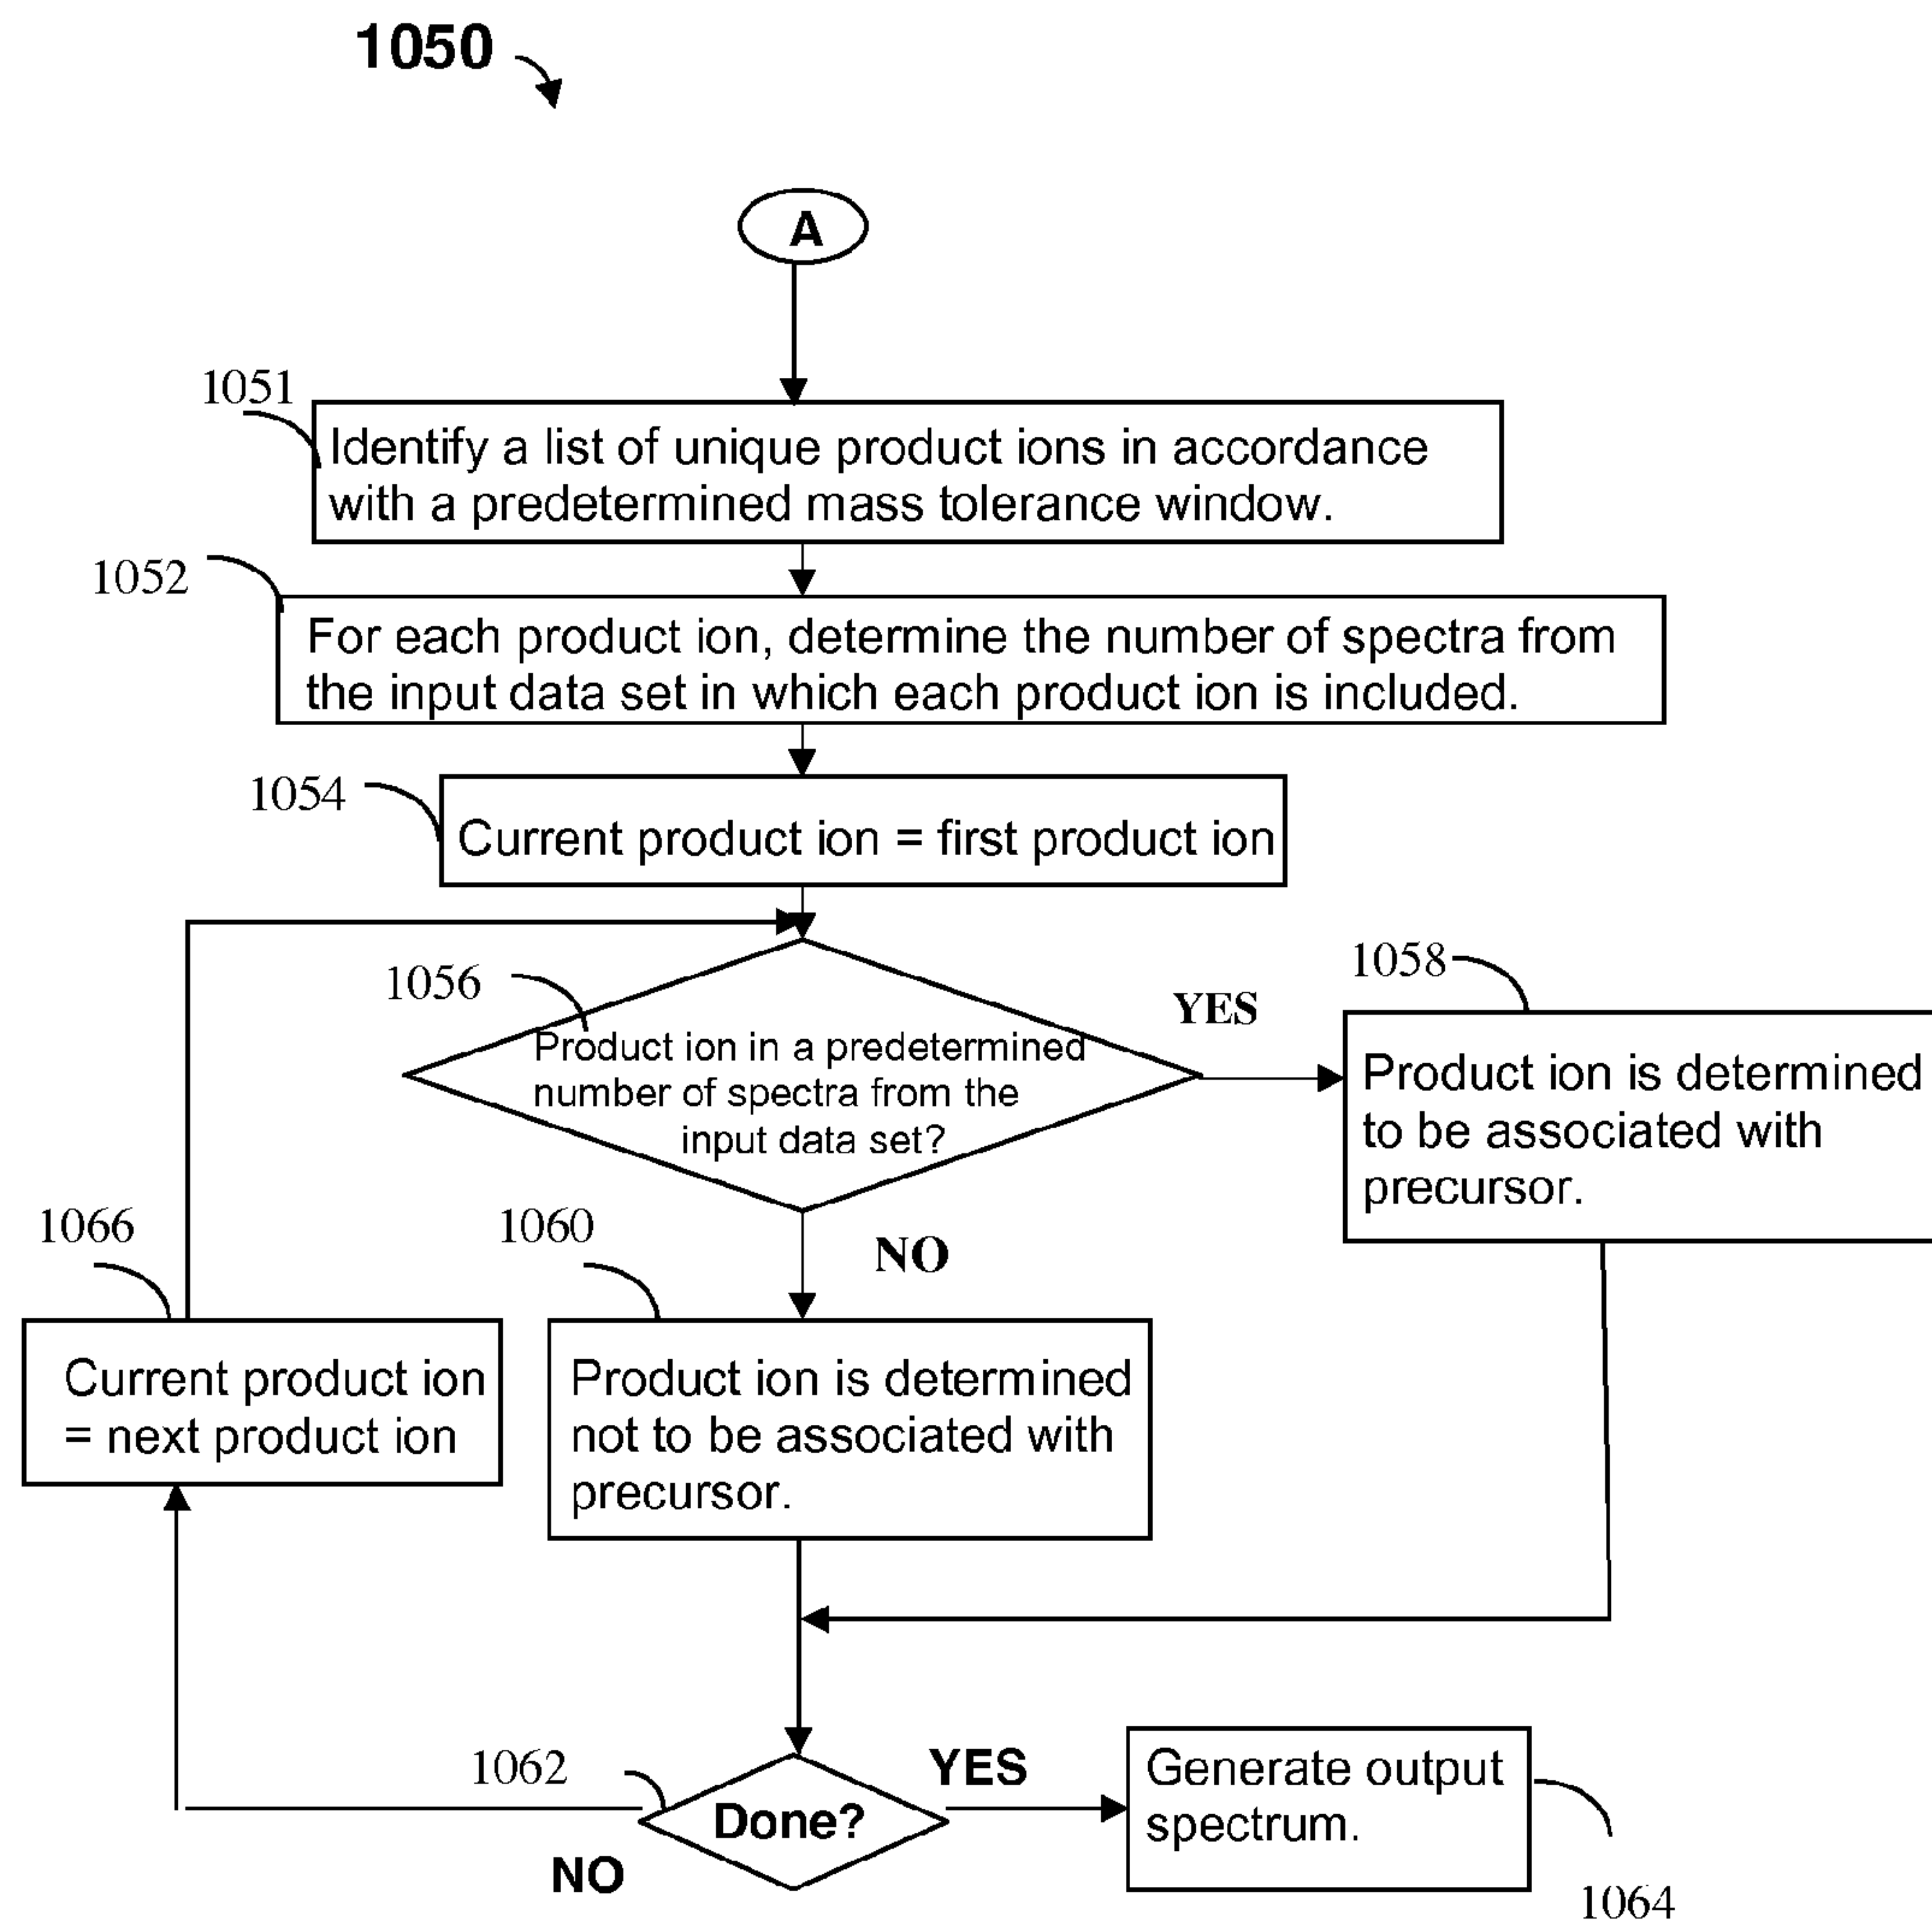 1050
A
1051
Identify a list of unique product ions in accordance
with a predetermined mass tolerance window.
1052
For each product ion, determine the number of spectra from
the input data set in which each product ion is included.
1054
Current product ion = first product ion
1056
Product ion in a predetermined
number of spectra from the
input data set?
YES
1058
Product ion is determined
to be associated with
precursor.
NO
1066
Current product ion
= next product ion
1060
Product ion is determined
not to be associated with
precursor.
1062
Done?
YES
NO
Generate output
spectrum.
1064